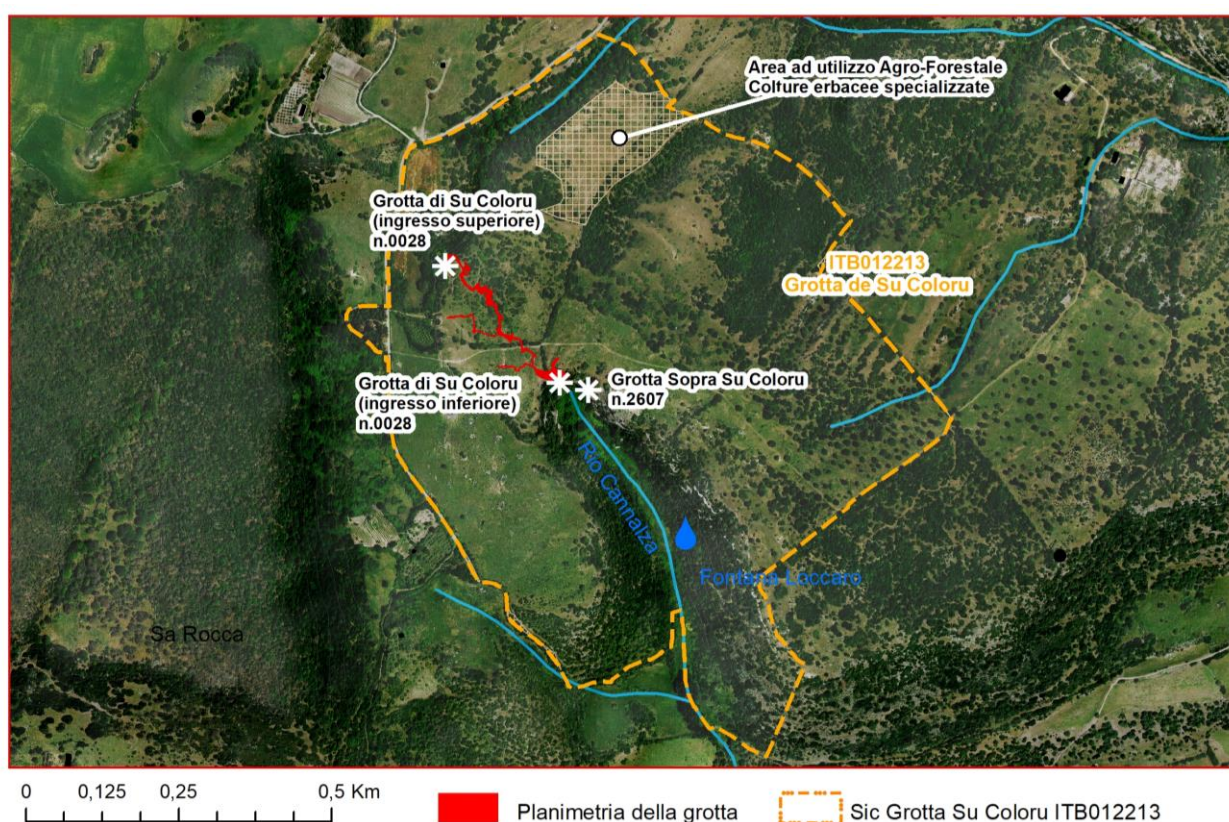 Area ad utilizzo Agro-Forestale
Colture erbacee specializzate
Grotta di Su Coloru
(ingresso superiore)
n.0028
ITB012213
Grotta de Su Coloru
Grotta di Su Coloru
(ingresso inferiore)
n.0028
Grotta Sopra Su Coloru
n.2607
Rio Cannalza
Fontana Loccaro
Sa Rocca
0 0,125 0,25 0,5 Km
Planimetria della grotta
Sic Grotta Su Coloru ITB012213